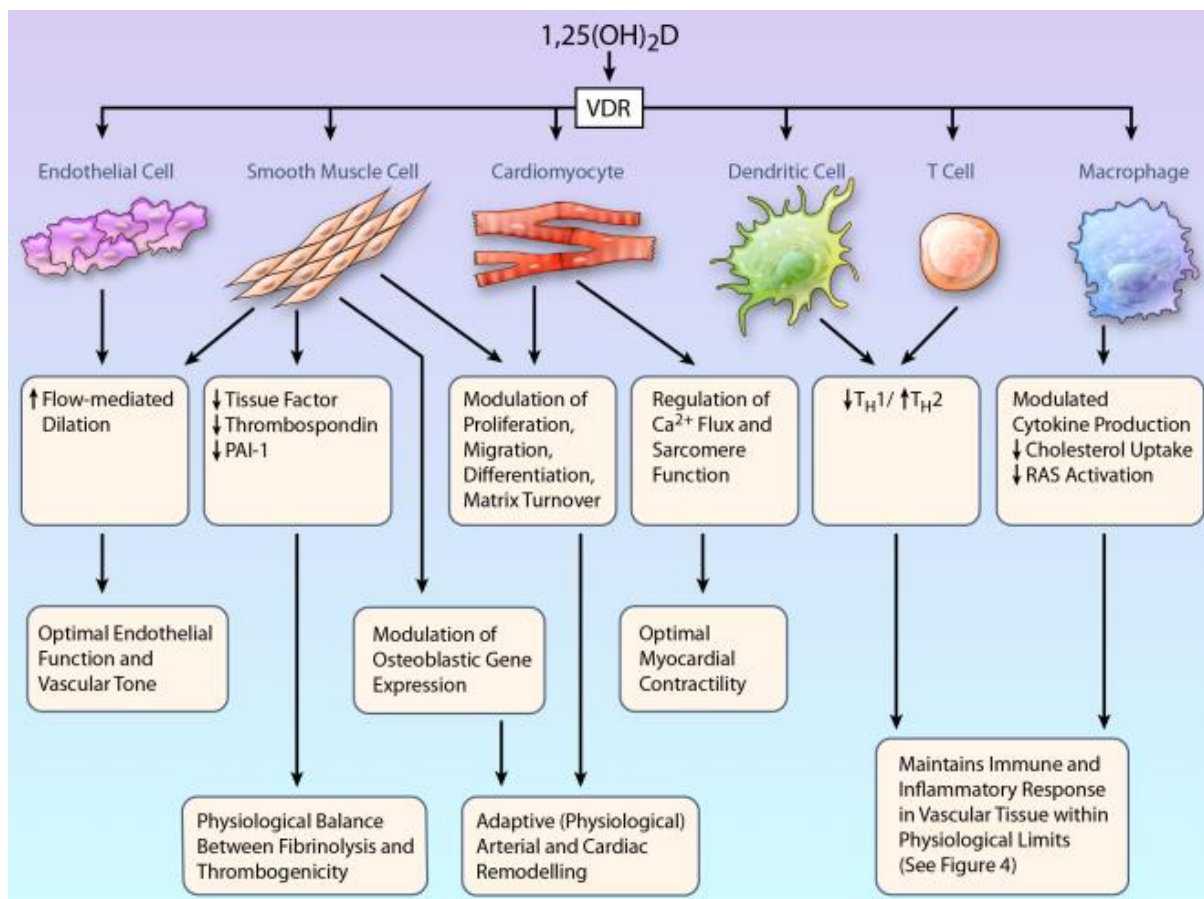 1,25(OH)₂D
VDR
Endothelial Cell
Smooth Muscle Cell
Cardiomyocyte
Dendritic Cell
T Cell
Macrophage
↑ Flow-mediated
Dilation
↓ Tissue Factor
↓ Thrombospondin
↓ PAI-1
Modulation of
Proliferation,
Migration,
Differentiation,
Matrix Turnover
Regulation of
Ca²⁺ Flux and
Sarcomere
Function
↓T_H1/ ↑T_H2
Modulated
Cytokine Production
↓ Cholesterol Uptake
↓ RAS Activation
Optimal Endothelial
Function and
Vascular Tone
Modulation of
Osteoblastic Gene
Expression
Optimal
Myocardial
Contractility
Physiological Balance
Between Fibrinolysis and
Thrombogenicity
Adaptive (Physiological)
Arterial and Cardiac
Remodelling
Maintains Immune and
Inflammatory Response
in Vascular Tissue within
Physiological Limits
(See Figure 4)